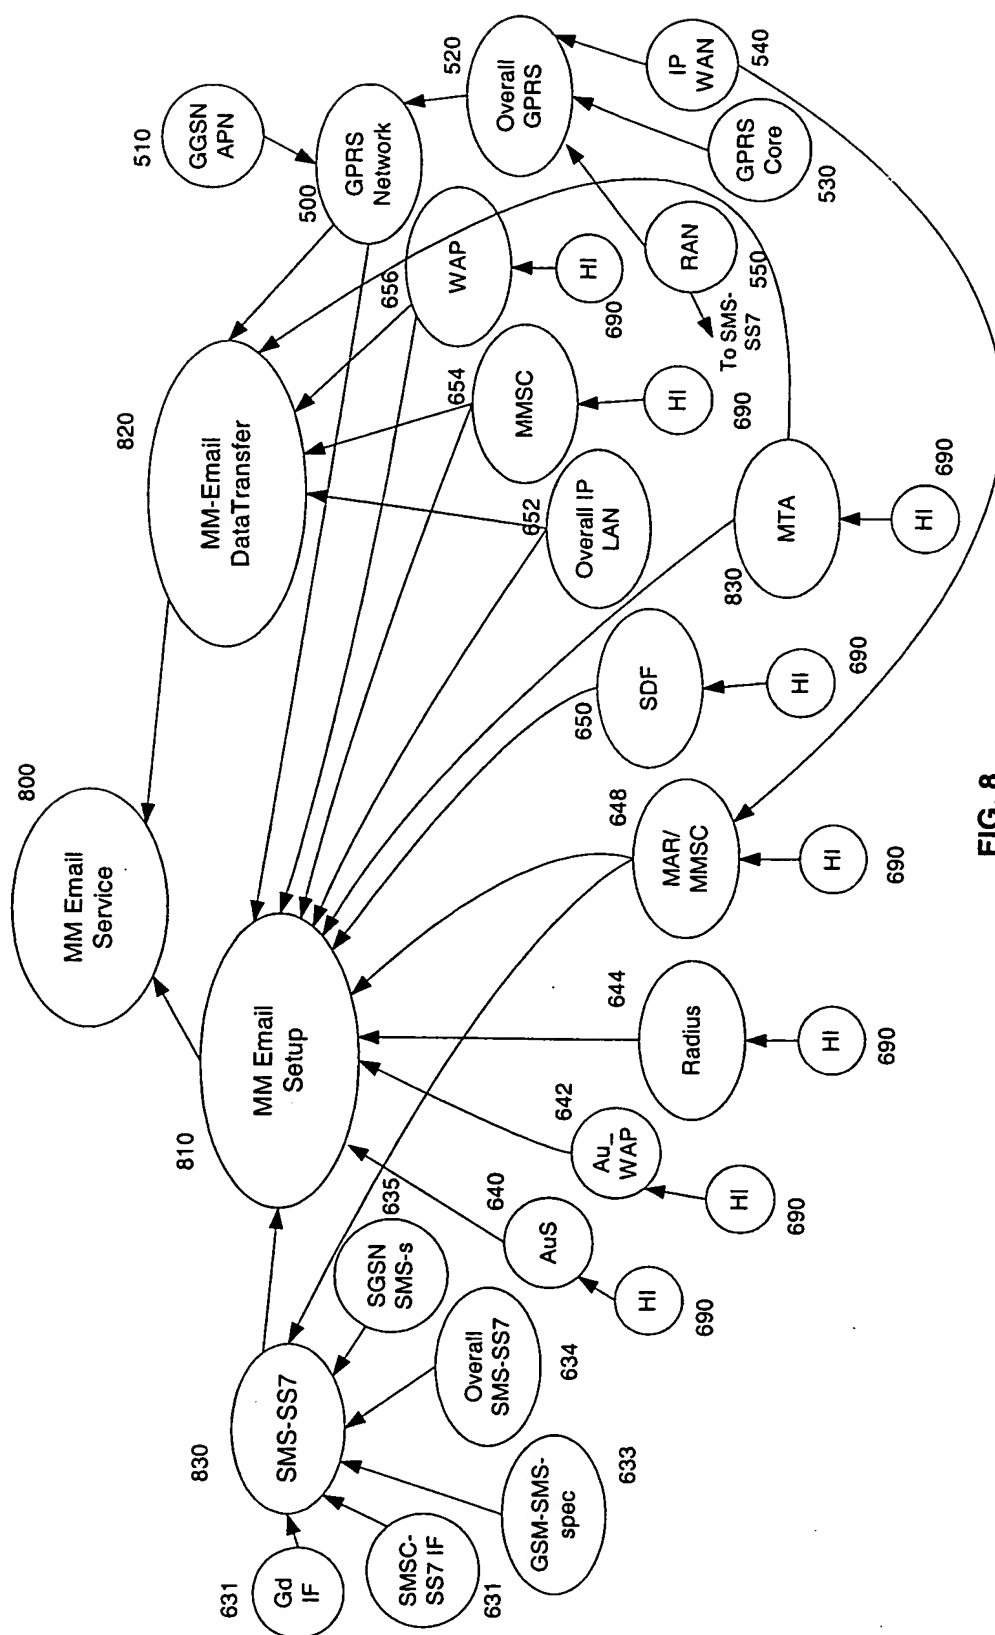 800
MM Email
Service
820
MM-Email
DataTransfer
810
MM Email
Setup
510
GGSN
APN
500
GPRS
Network
520
Overall
GPRS
540
IP
WAN
GPRS
Core
530
656
WAP
HI
690
RAN
550
To SMS-
SS7
654
MMSC
HI
690
652
Overall IP
LAN
830
MTA
HI
690
650
SDF
HI
690
648
MAR/
MMSC
HI
690
644
Radius
HI
690
642
Au_
WAP
HI
690
640
AuS
HI
690
635
SGSN
SMS-s
830
SMS-SS7
Overall
SMS-SS7
634
GSM-SMS-
spec
633
631
Gd
IF
SMSC-
SS7 IF
631
FIG. 8